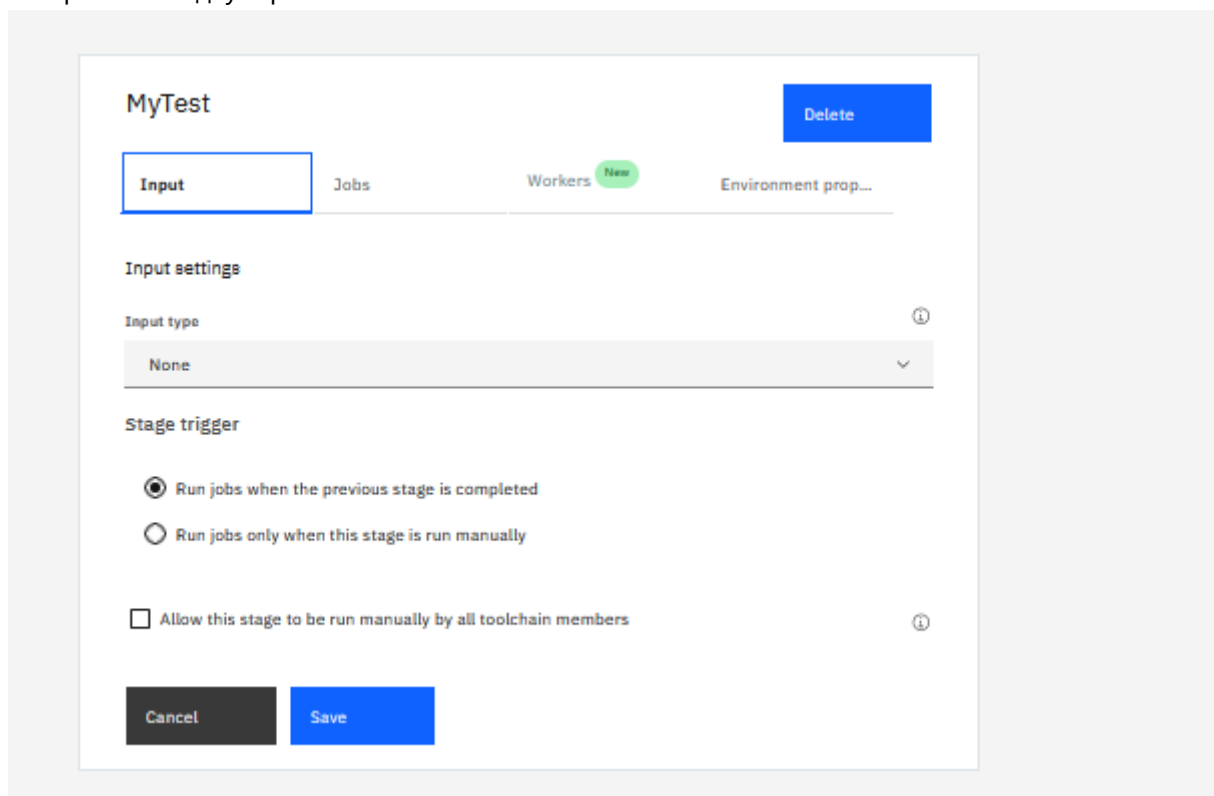 MyTest
Delete
Input
Jobs
Workers New
Environment prop...
Input settings
Input type
None
Stage trigger
Run jobs when the previous stage is completed
Run jobs only when this stage is run manually
Allow this stage to be run manually by all toolchain members
Cancel
Save